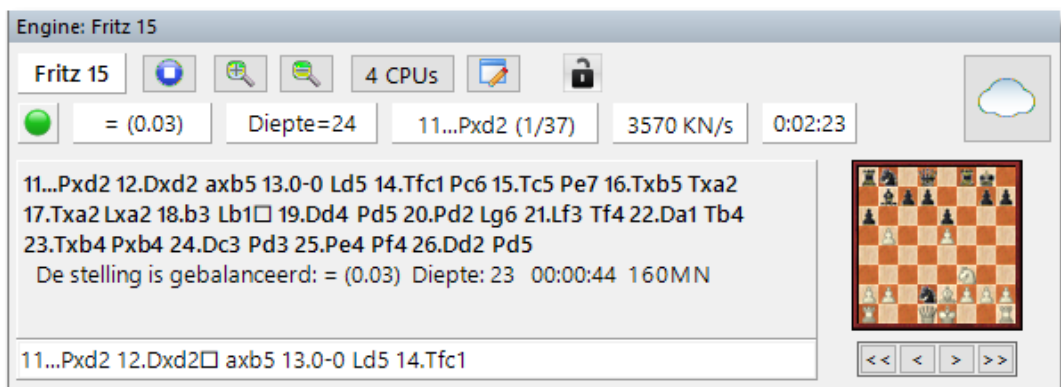 Engine: Fritz 15
Fritz 15 4 CPUs
= (0.03) Diepte=24 11...Pxd2 (1/37) 3570 KN/s 0:02:23
11...Pxd2 12.Dxd2 axb5 13.0-0 Ld5 14.Tfc1 Pc6 15.Tc5 Pe7 16.Txb5 Txa2
17.Txa2 Lxa2 18.b3 Lb1□ 19.Dd4 Pd5 20.Pd2 Lg6 21.Lf3 Tf4 22.Da1 Tb4
23.Txb4 Pxb4 24.Dc3 Pd3 25.Pe4 Pf4 26.Dd2 Pd5
De stelling is gebalanceerd: = (0.03) Diepte: 23 00:00:44 160MN
11...Pxd2 12.Dxd2□ axb5 13.0-0 Ld5 14.Tfc1
<< < > >>